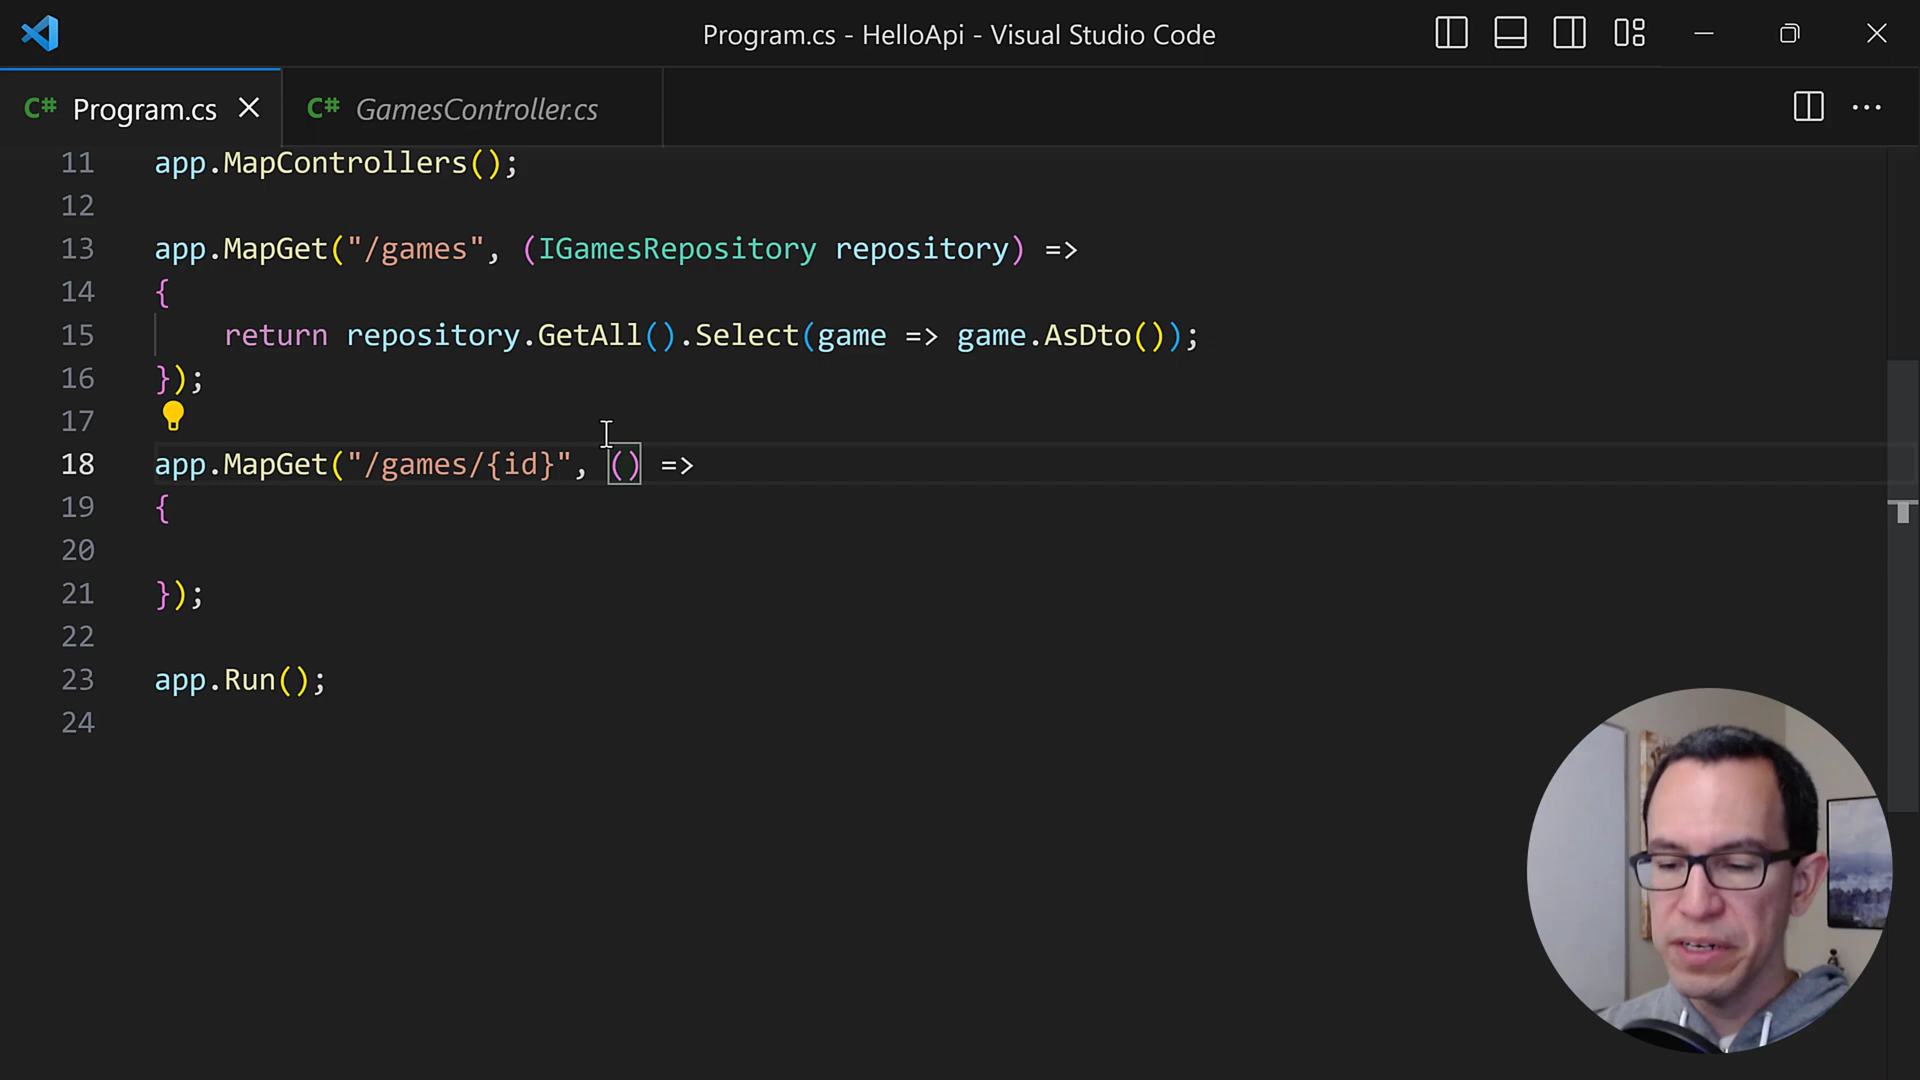 Program.cs - HelloApi - Visual Studio Code
C# Program.cs
C# GamesController.cs
11 app.MapControllers();
12
13 app.MapGet("/games", (IGamesRepository repository) =>
14 {
15 return repository.GetAll().Select(game => game.AsDto());
16 });
17
18 app.MapGet("/games/{id}", () =>
19 {
20
21 });
22
23 app.Run();
24